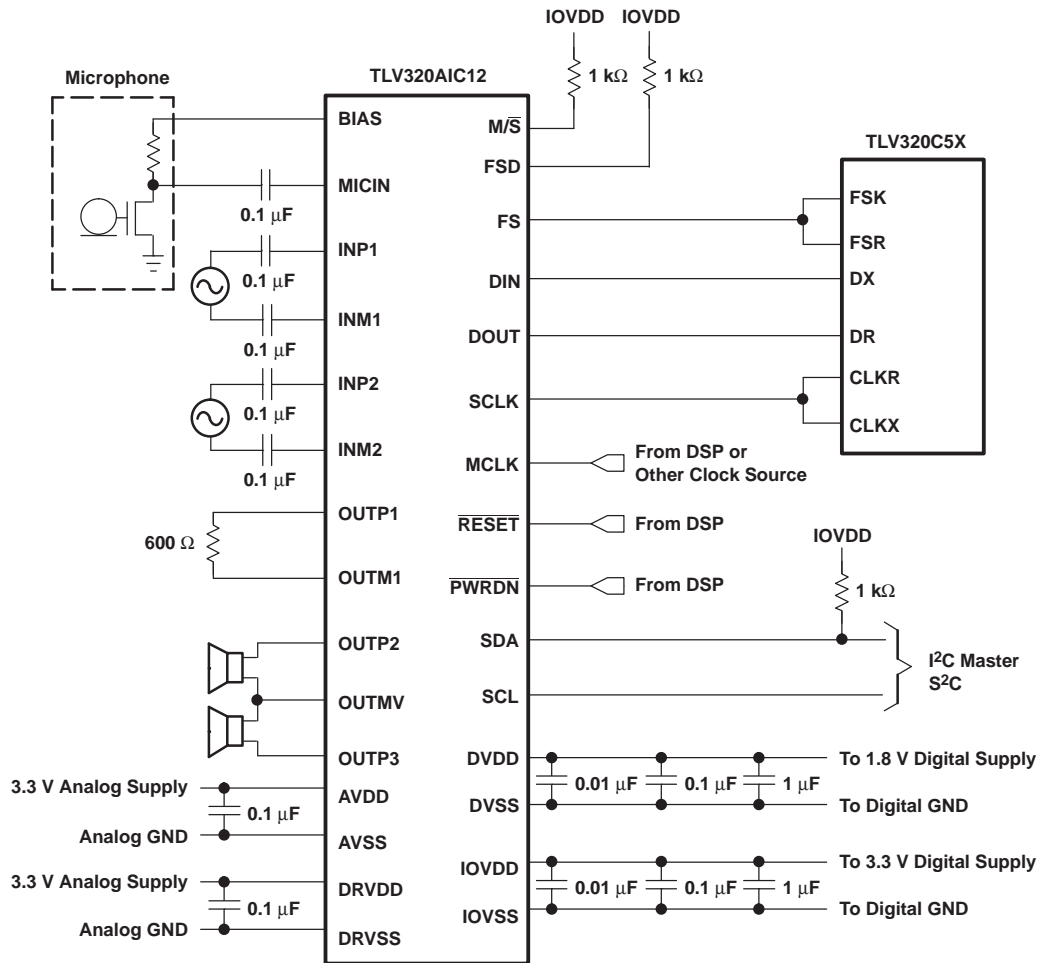 IOVDD
IOVDD
1 kΩ
1 kΩ
Microphone
TLV320AIC12
BIAS
MICIN
0.1 μF
INP1
0.1 μF
INM1
0.1 μF
INP2
0.1 μF
INM2
0.1 μF
OUTP1
600 Ω
OUTM1
OUTP2
OUTMV
OUTP3
3.3 V Analog Supply
AVDD
0.1 μF
Analog GND
AVSS
3.3 V Analog Supply
DRVDD
0.1 μF
Analog GND
DRVSS
M/S̅
FSD
FS
DIN
DOUT
SCLK
MCLK
From DSP or
Other Clock Source
R̅E̅S̅E̅T̅
From DSP
P̅W̅R̅D̅N̅
From DSP
SDA
SCL
IOVDD
1 kΩ
I²C Master
S²C
DVDD
To 1.8 V Digital Supply
0.01 μF
0.1 μF
1 μF
DVSS
To Digital GND
IOVDD
To 3.3 V Digital Supply
0.01 μF
0.1 μF
1 μF
IOVSS
To Digital GND
TLV320C5X
FSK
FSR
DX
DR
CLKR
CLKX